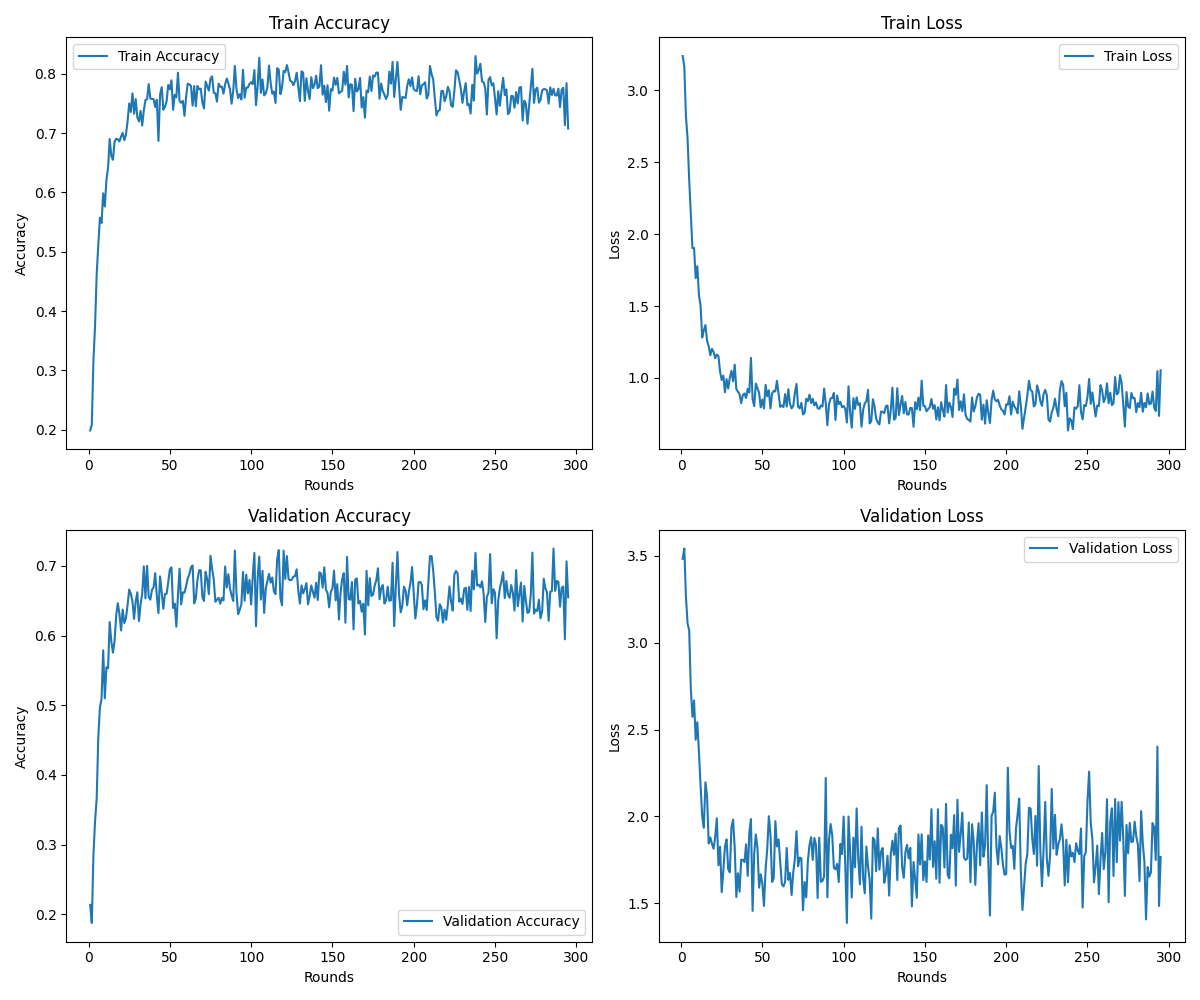 Train Accuracy
Train Accuracy
0.8
0.7
0.6
0.5
0.4
0.3
0.2
Accuracy
0 50 100 150 200 250 300
Rounds
Train Loss
Train Loss
3.0
2.5
2.0
1.5
1.0
Loss
0 50 100 150 200 250 300
Rounds
Validation Accuracy
0.7
0.6
0.5
0.4
0.3
0.2
Accuracy
Validation Accuracy
0 50 100 150 200 250 300
Rounds
Validation Loss
Validation Loss
3.5
3.0
2.5
2.0
1.5
Loss
0 50 100 150 200 250 300
Rounds